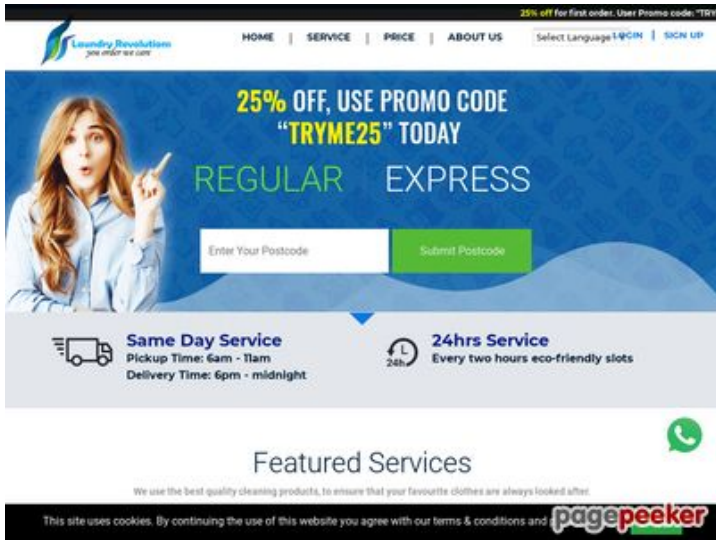 25% off for first order. User Promo code: "TRY
Laundry Revolutions
you order we care
HOME | SERVICE | PRICE | ABOUT US
Select Language
LOGIN | SIGN UP
25% OFF, USE PROMO CODE
“TRYME25” TODAY
REGULAR EXPRESS
Enter Your Postcode
Submit Postcode
Same Day Service
Pickup Time: 6am - 11am
Delivery Time: 6pm - midnight
24h
24hrs Service
Every two hours eco-friendly slots
Featured Services
We use the best quality cleaning products, to ensure that your favourite clothes are always looked after.
This site uses cookies. By continuing the use of this website you agree with our terms & conditions and
pagepeeker